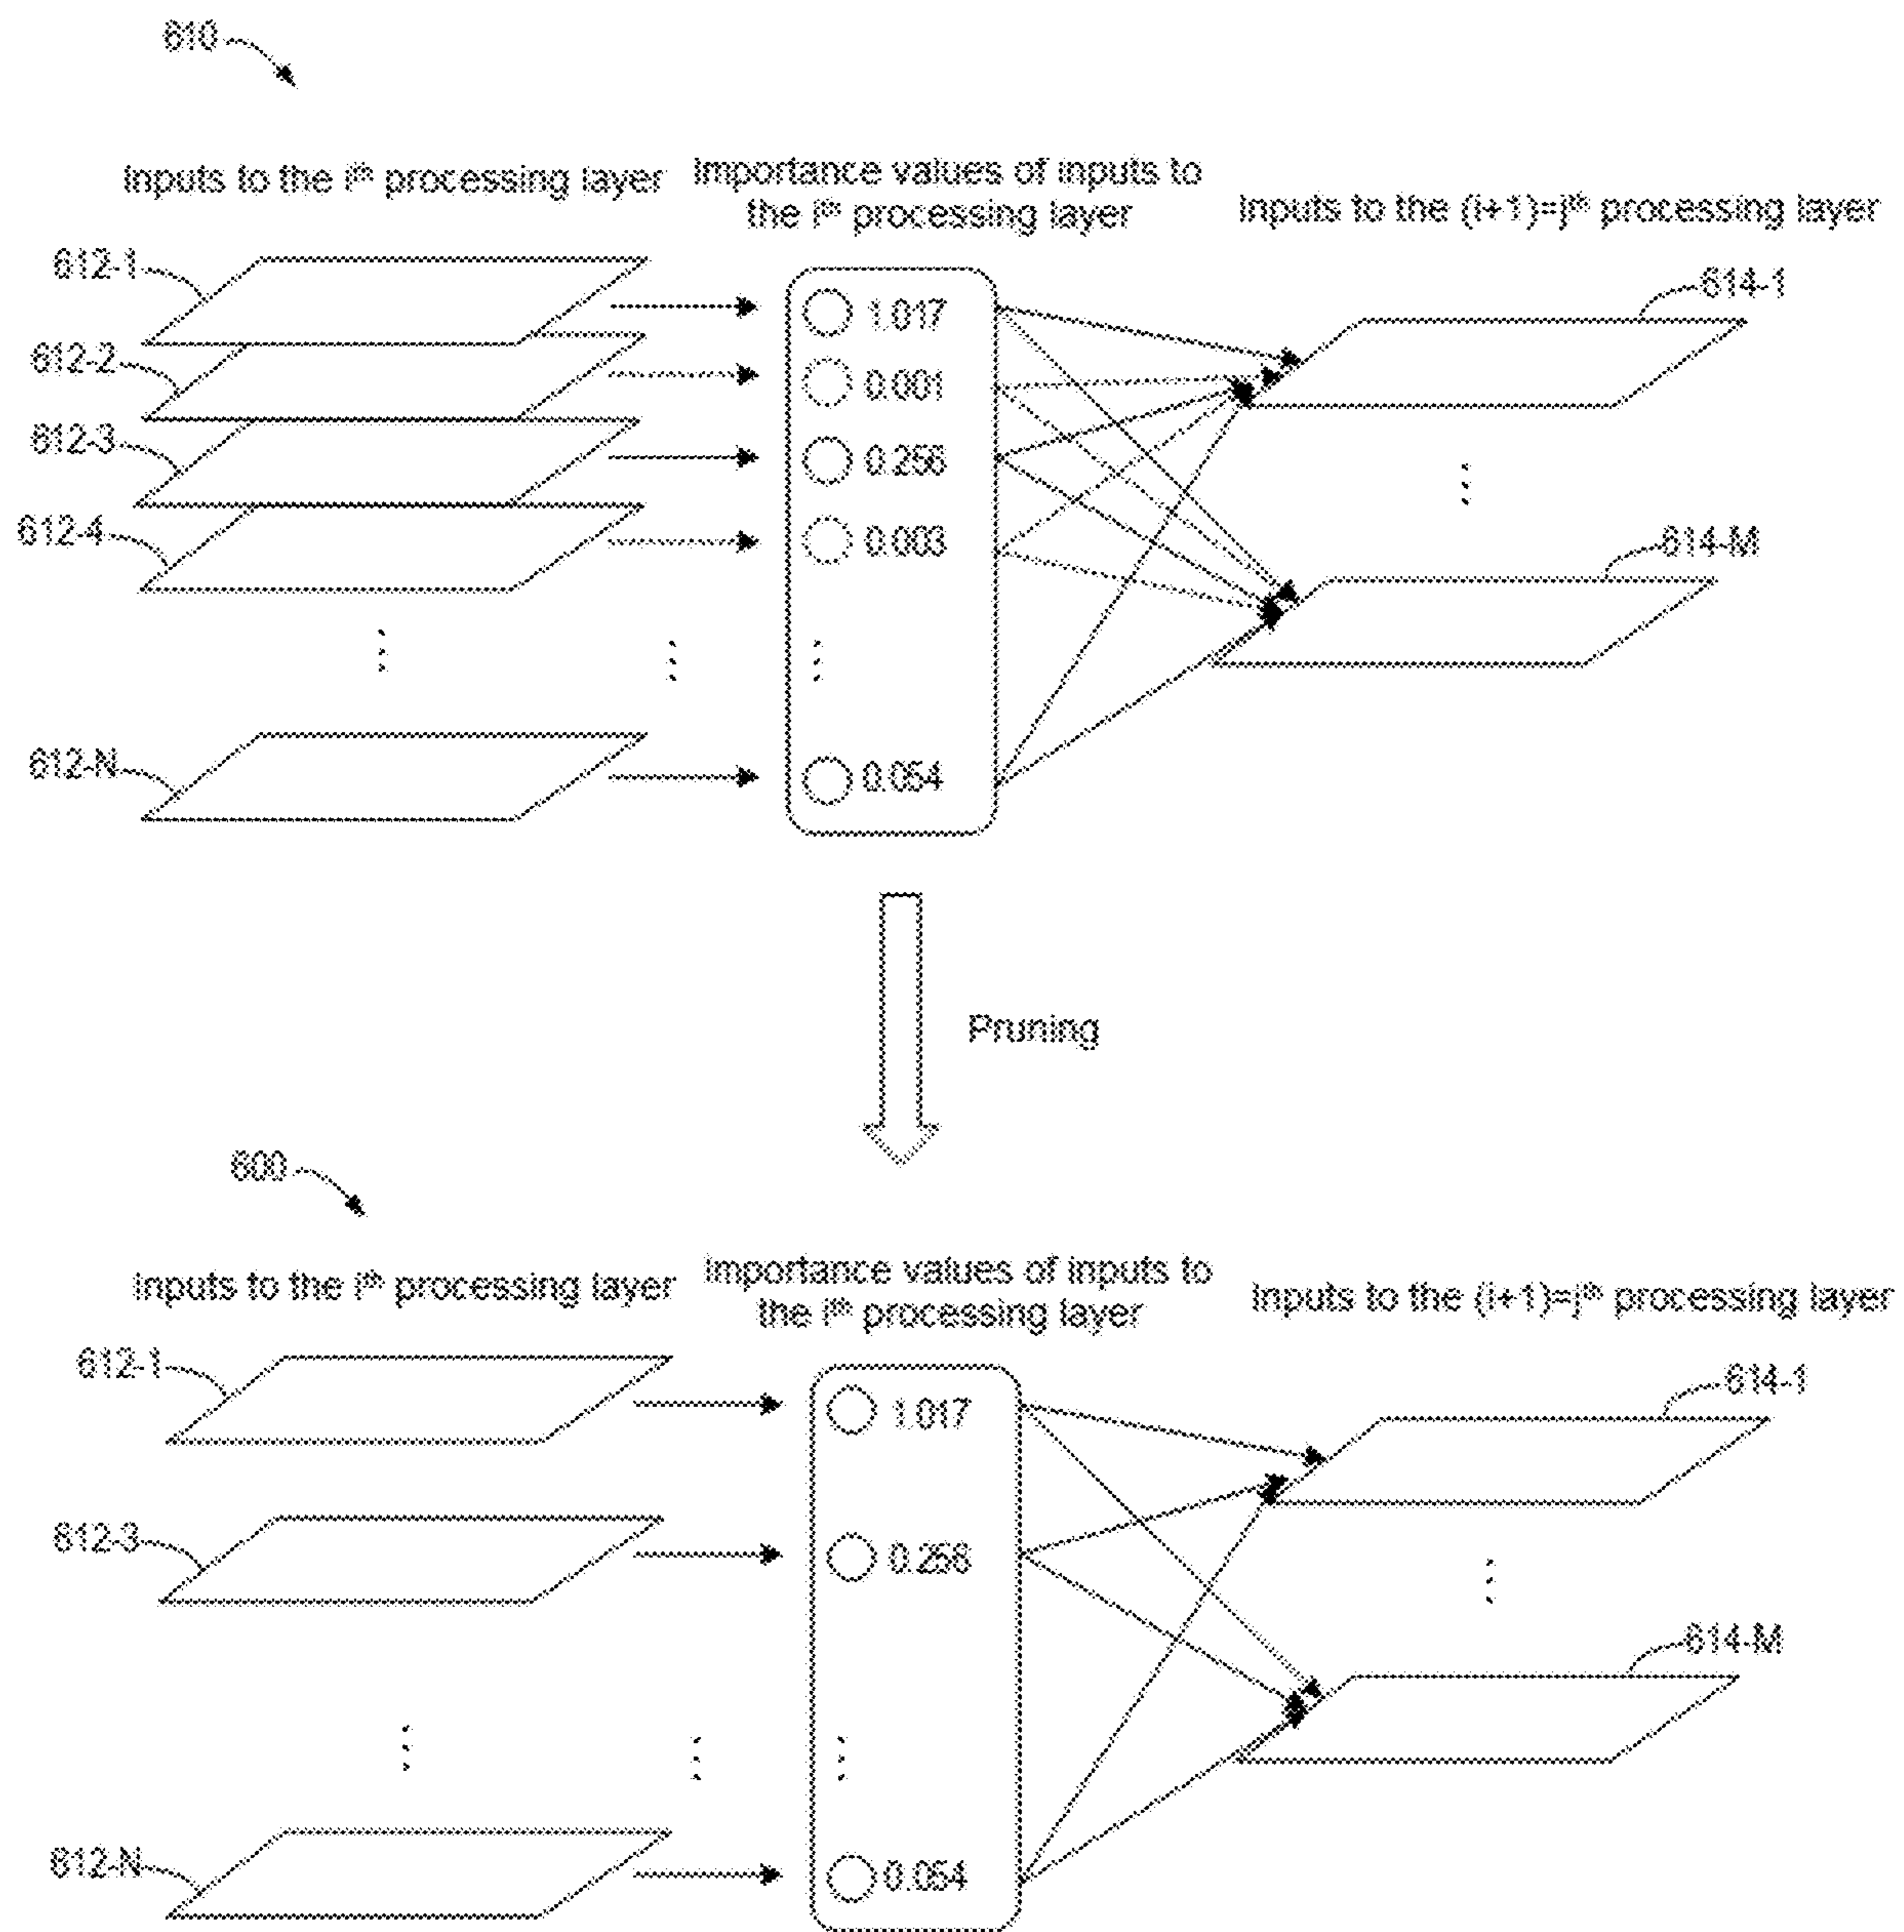 610
Inputs to the iᵗʰ processing layer
Importance values of inputs to
the iᵗʰ processing layer
Inputs to the (i+1)=jᵗʰ processing layer
612-1
1.017
614-1
612-2
0.001
612-3
0.256
612-4
0.003
614-M
612-N
0.054
Pruning
600
Inputs to the iᵗʰ processing layer
Importance values of inputs to
the iᵗʰ processing layer
Inputs to the (i+1)=jᵗʰ processing layer
612-1
1.017
614-1
612-3
0.256
614-M
612-N
0.054